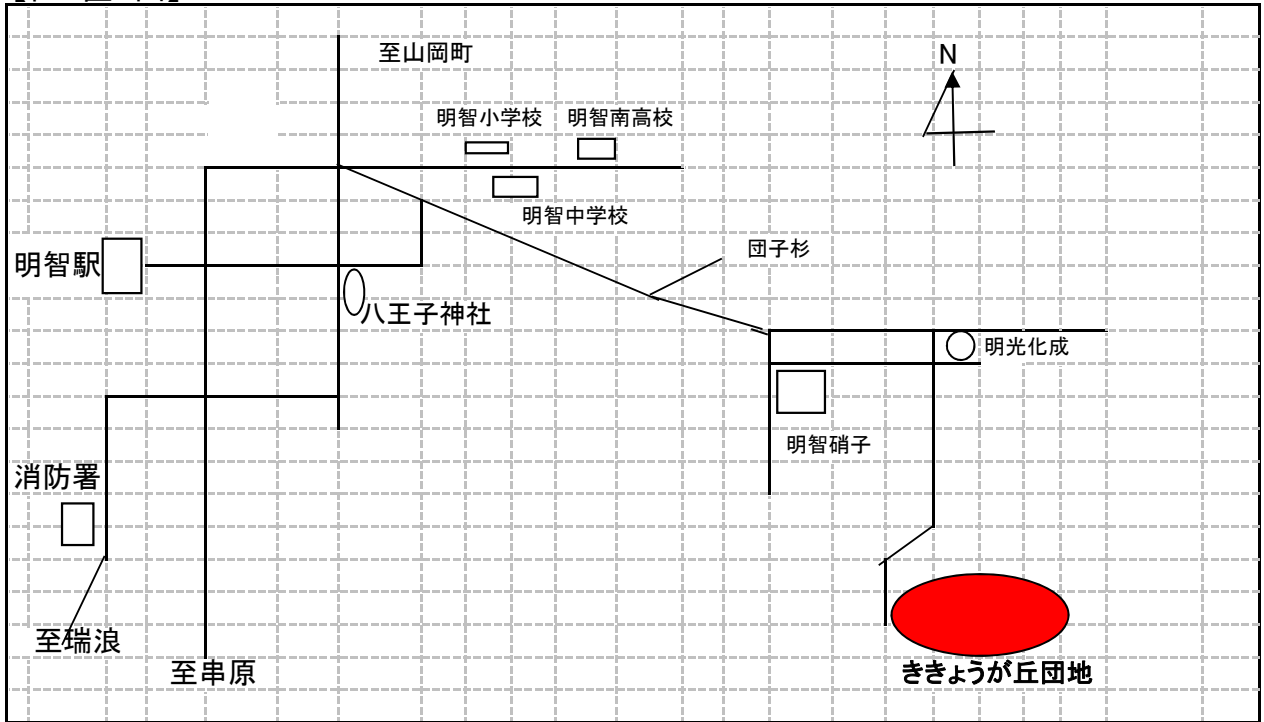 至山岡町
N
明智小学校 明智南高校
明智中学校
団子杉
明智駅
八王子神社
明光化成
明智硝子
消防署
至瑞浪
至串原
ききょうが丘団地